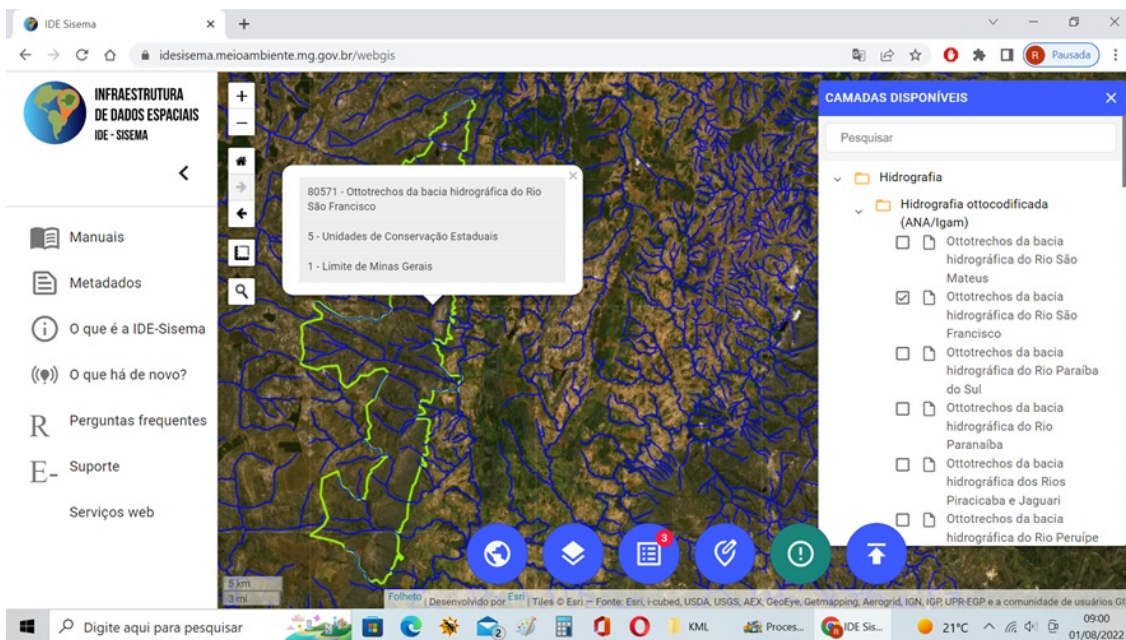 IDE Sisema
idesisema.meioambiente.mg.gov.br/webgis
R
Pausada
INFRAESTRUTURA
DE DADOS ESPACIAIS
IDE - SISEMA
Manuais
Metadados
O que é a IDE-Sisema
O que há de novo?
R
Perguntas frequentes
E-
Suporte
Serviços web
+
−
80571 - Ottotrechos da bacia hidrográfica do Rio
São Francisco
5 - Unidades de Conservação Estaduais
1 - Limite de Minas Gerais
CAMADAS DISPONÍVEIS
Pesquisar
Hidrografia
Hidrografia ottocodificada
(ANA/Igam)
Ottotrechos da bacia
hidrográfica do Rio São
Mateus
Ottotrechos da bacia
hidrográfica do Rio São
Francisco
Ottotrechos da bacia
hidrográfica do Rio Paraíba
do Sul
Ottotrechos da bacia
hidrográfica do Rio
Paranaíba
Ottotrechos da bacia
hidrográfica dos Rios
Piracicaba e Jaguari
Ottotrechos da bacia
hidrográfica do Rio Peruípe
3
5 km
3 mi
Folheto | Desenvolvido por Esri | Tiles © Esri — Fonte: Esri, i-cubed, USDA, USGS, AEX, GeoEye, Getmapping, Aerogrid, IGN, IGP, UPR-EGP e a comunidade de usuários GI
Digite aqui para pesquisar
2
KML
Proces...
IDE Sis...
21°C
09:00
01/08/2022